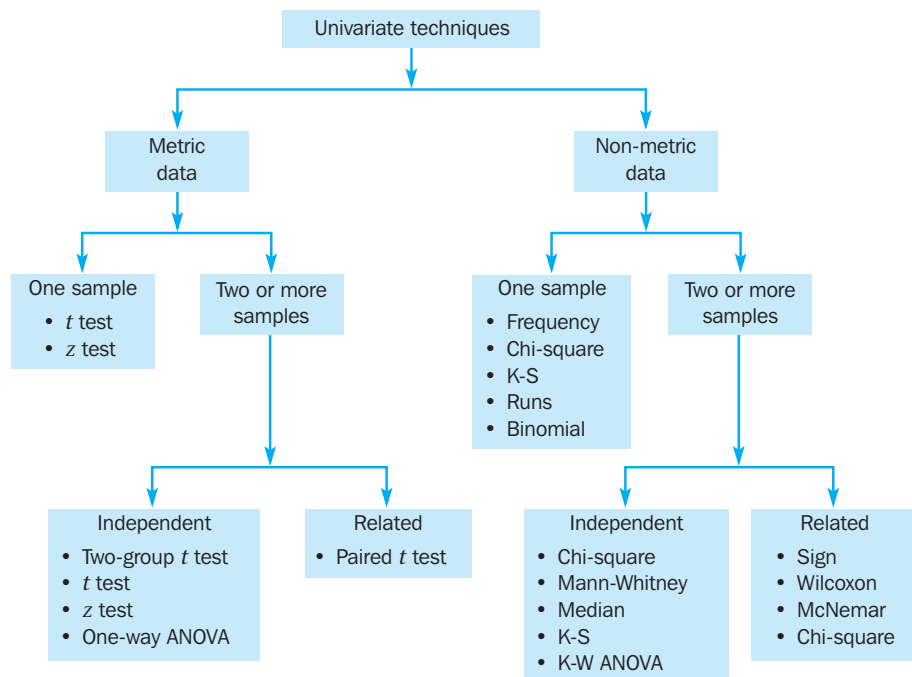 Univariate techniques
Metric
data
Non-metric
data
One sample
• t test
• z test
Two or more
samples
One sample
• Frequency
• Chi-square
• K-S
• Runs
• Binomial
Two or more
samples
Independent
• Two-group t test
• t test
• z test
• One-way ANOVA
Related
• Paired t test
Independent
• Chi-square
• Mann-Whitney
• Median
• K-S
• K-W ANOVA
Related
• Sign
• Wilcoxon
• McNemar
• Chi-square